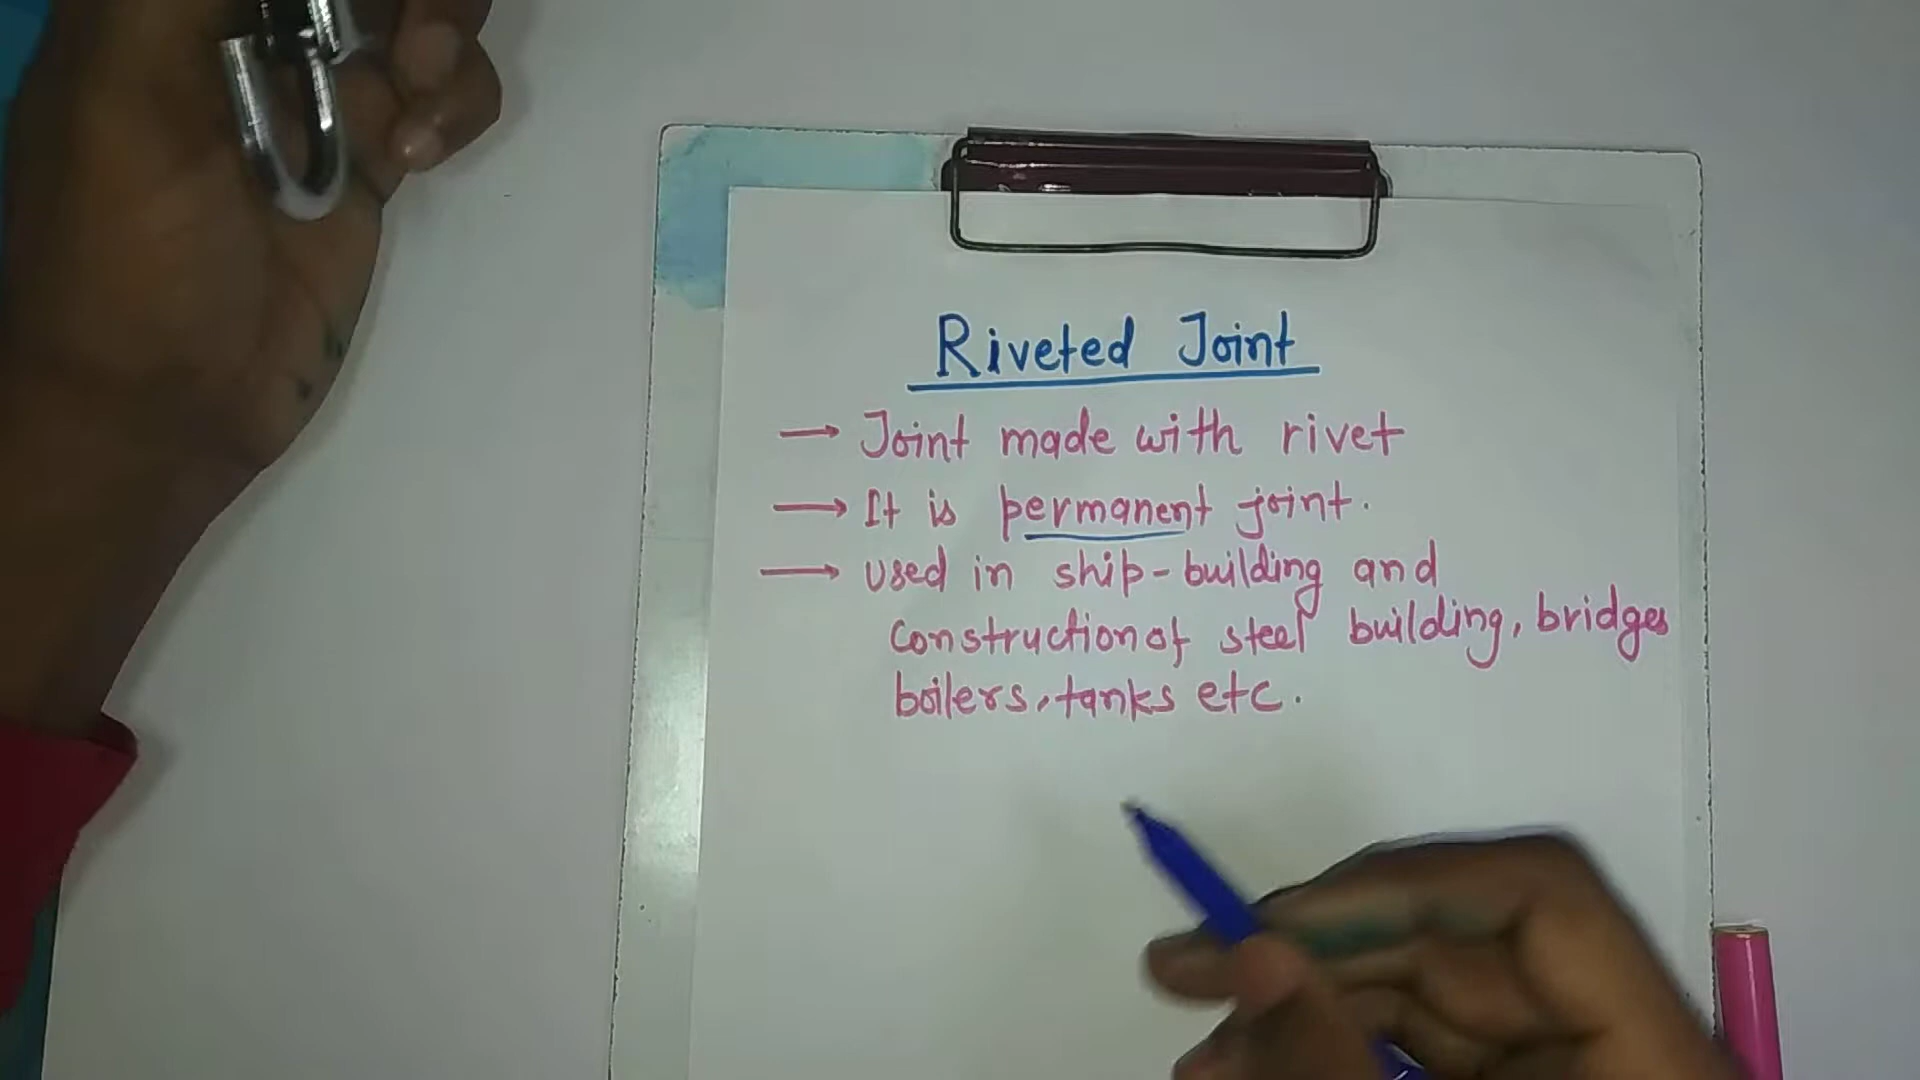 Riveted Joint
→ Joint made with rivet
→ It is permanent joint.
→ used in ship-building and
construction of steel building, bridges
boilers, tanks etc.